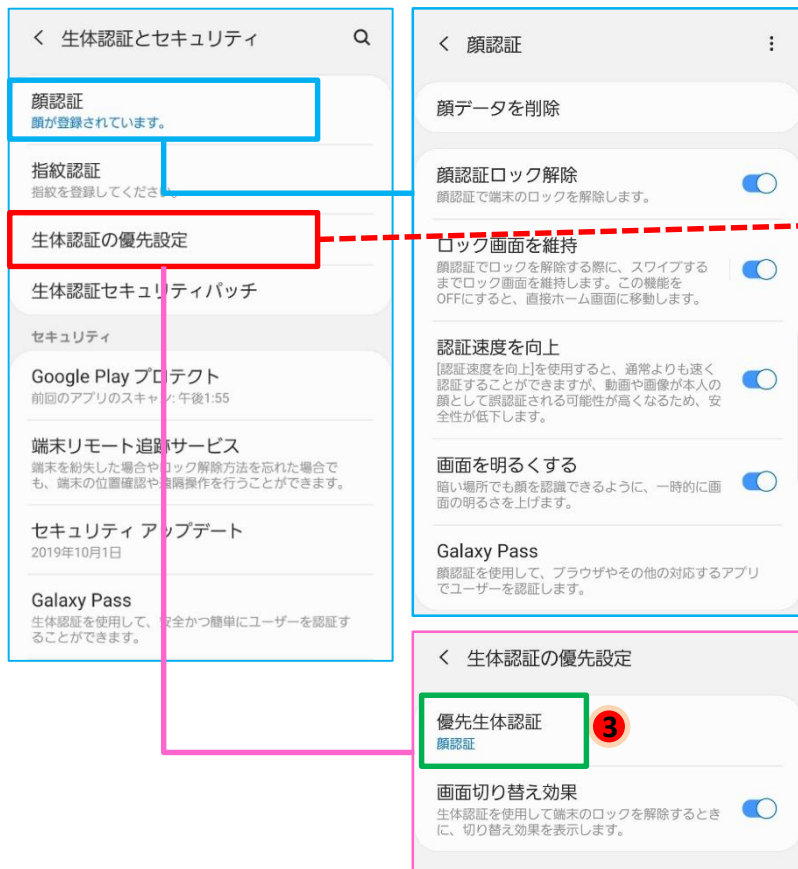 生体認証とセキュリティ
顔認証
顔が登録されています。
指紋認証
指紋を登録してください。
生体認証の優先設定
生体認証セキュリティパッチ
セキュリティ
Google Play プロテクト
前回のアプリのスキャン: 午後1:55
端末リモート追跡サービス
端末を紛失した場合やロック解除方法を忘れた場合で
も、端末の位置確認や遠隔操作を行うことができます。
セキュリティ アップデート
2019年10月1日
Galaxy Pass
生体認証を使用して、安全かつ簡単にユーザーを認証す
ることができます。
顔認証
顔データを削除
顔認証ロック解除
顔認証で端末のロックを解除します。
ロック画面を維持
顔認証でロックを解除する際に、スワイプする
までロック画面を維持します。この機能を
OFFにすると、直接ホーム画面に移動します。
認証速度を向上
[認証速度を向上]を使用すると、通常よりも速く
認証することができますが、動画や画像が本人の
顔として誤認証される可能性が高くなるため、安
全性が低下します。
画面を明るくする
暗い場所でも顔を認識できるように、一時的に画
面の明るさを上げます。
Galaxy Pass
顔認証を使用して、ブラウザやその他の対応するアプリ
でユーザーを認証します。
生体認証の優先設定
優先生体認証
顔認証
3
画面切り替え効果
生体認証を使用して端末のロックを解除するとき
に、切り替え効果を表示します。